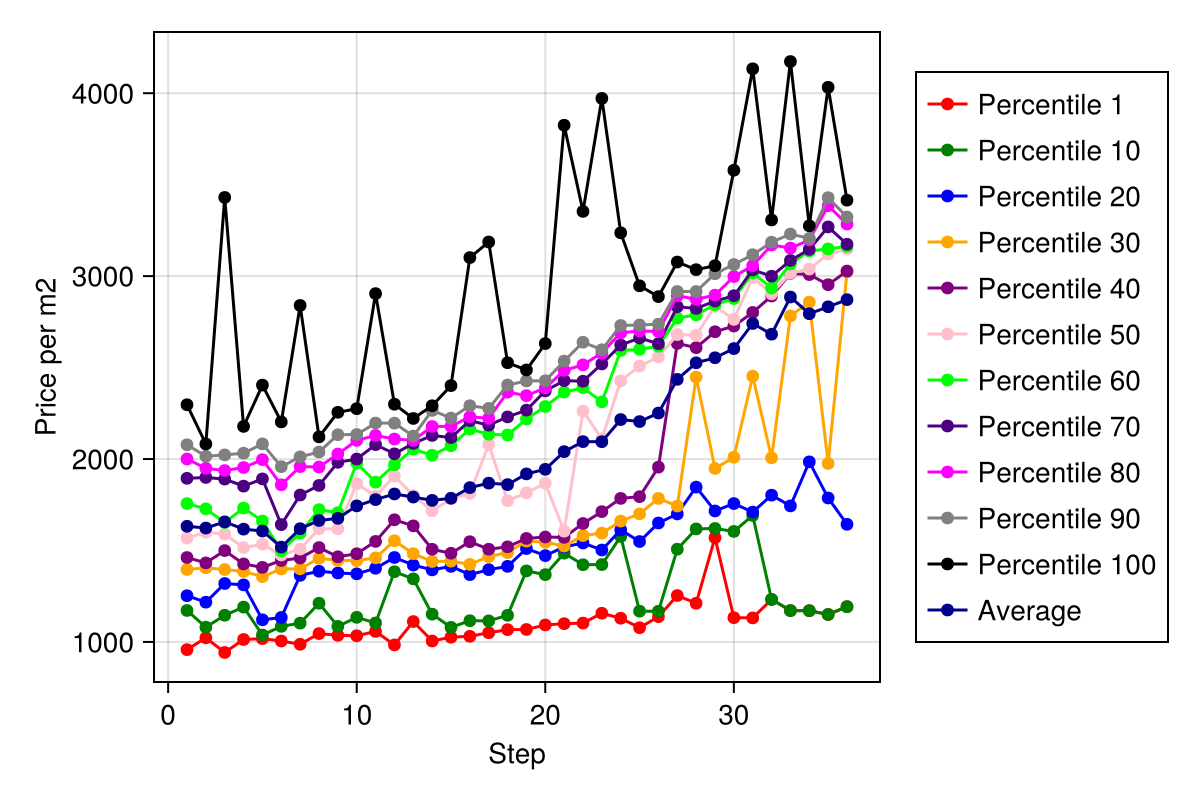 4000
3000
2000
1000
Price per m2
0 10 20 30
Step
Percentile 1
Percentile 10
Percentile 20
Percentile 30
Percentile 40
Percentile 50
Percentile 60
Percentile 70
Percentile 80
Percentile 90
Percentile 100
Average